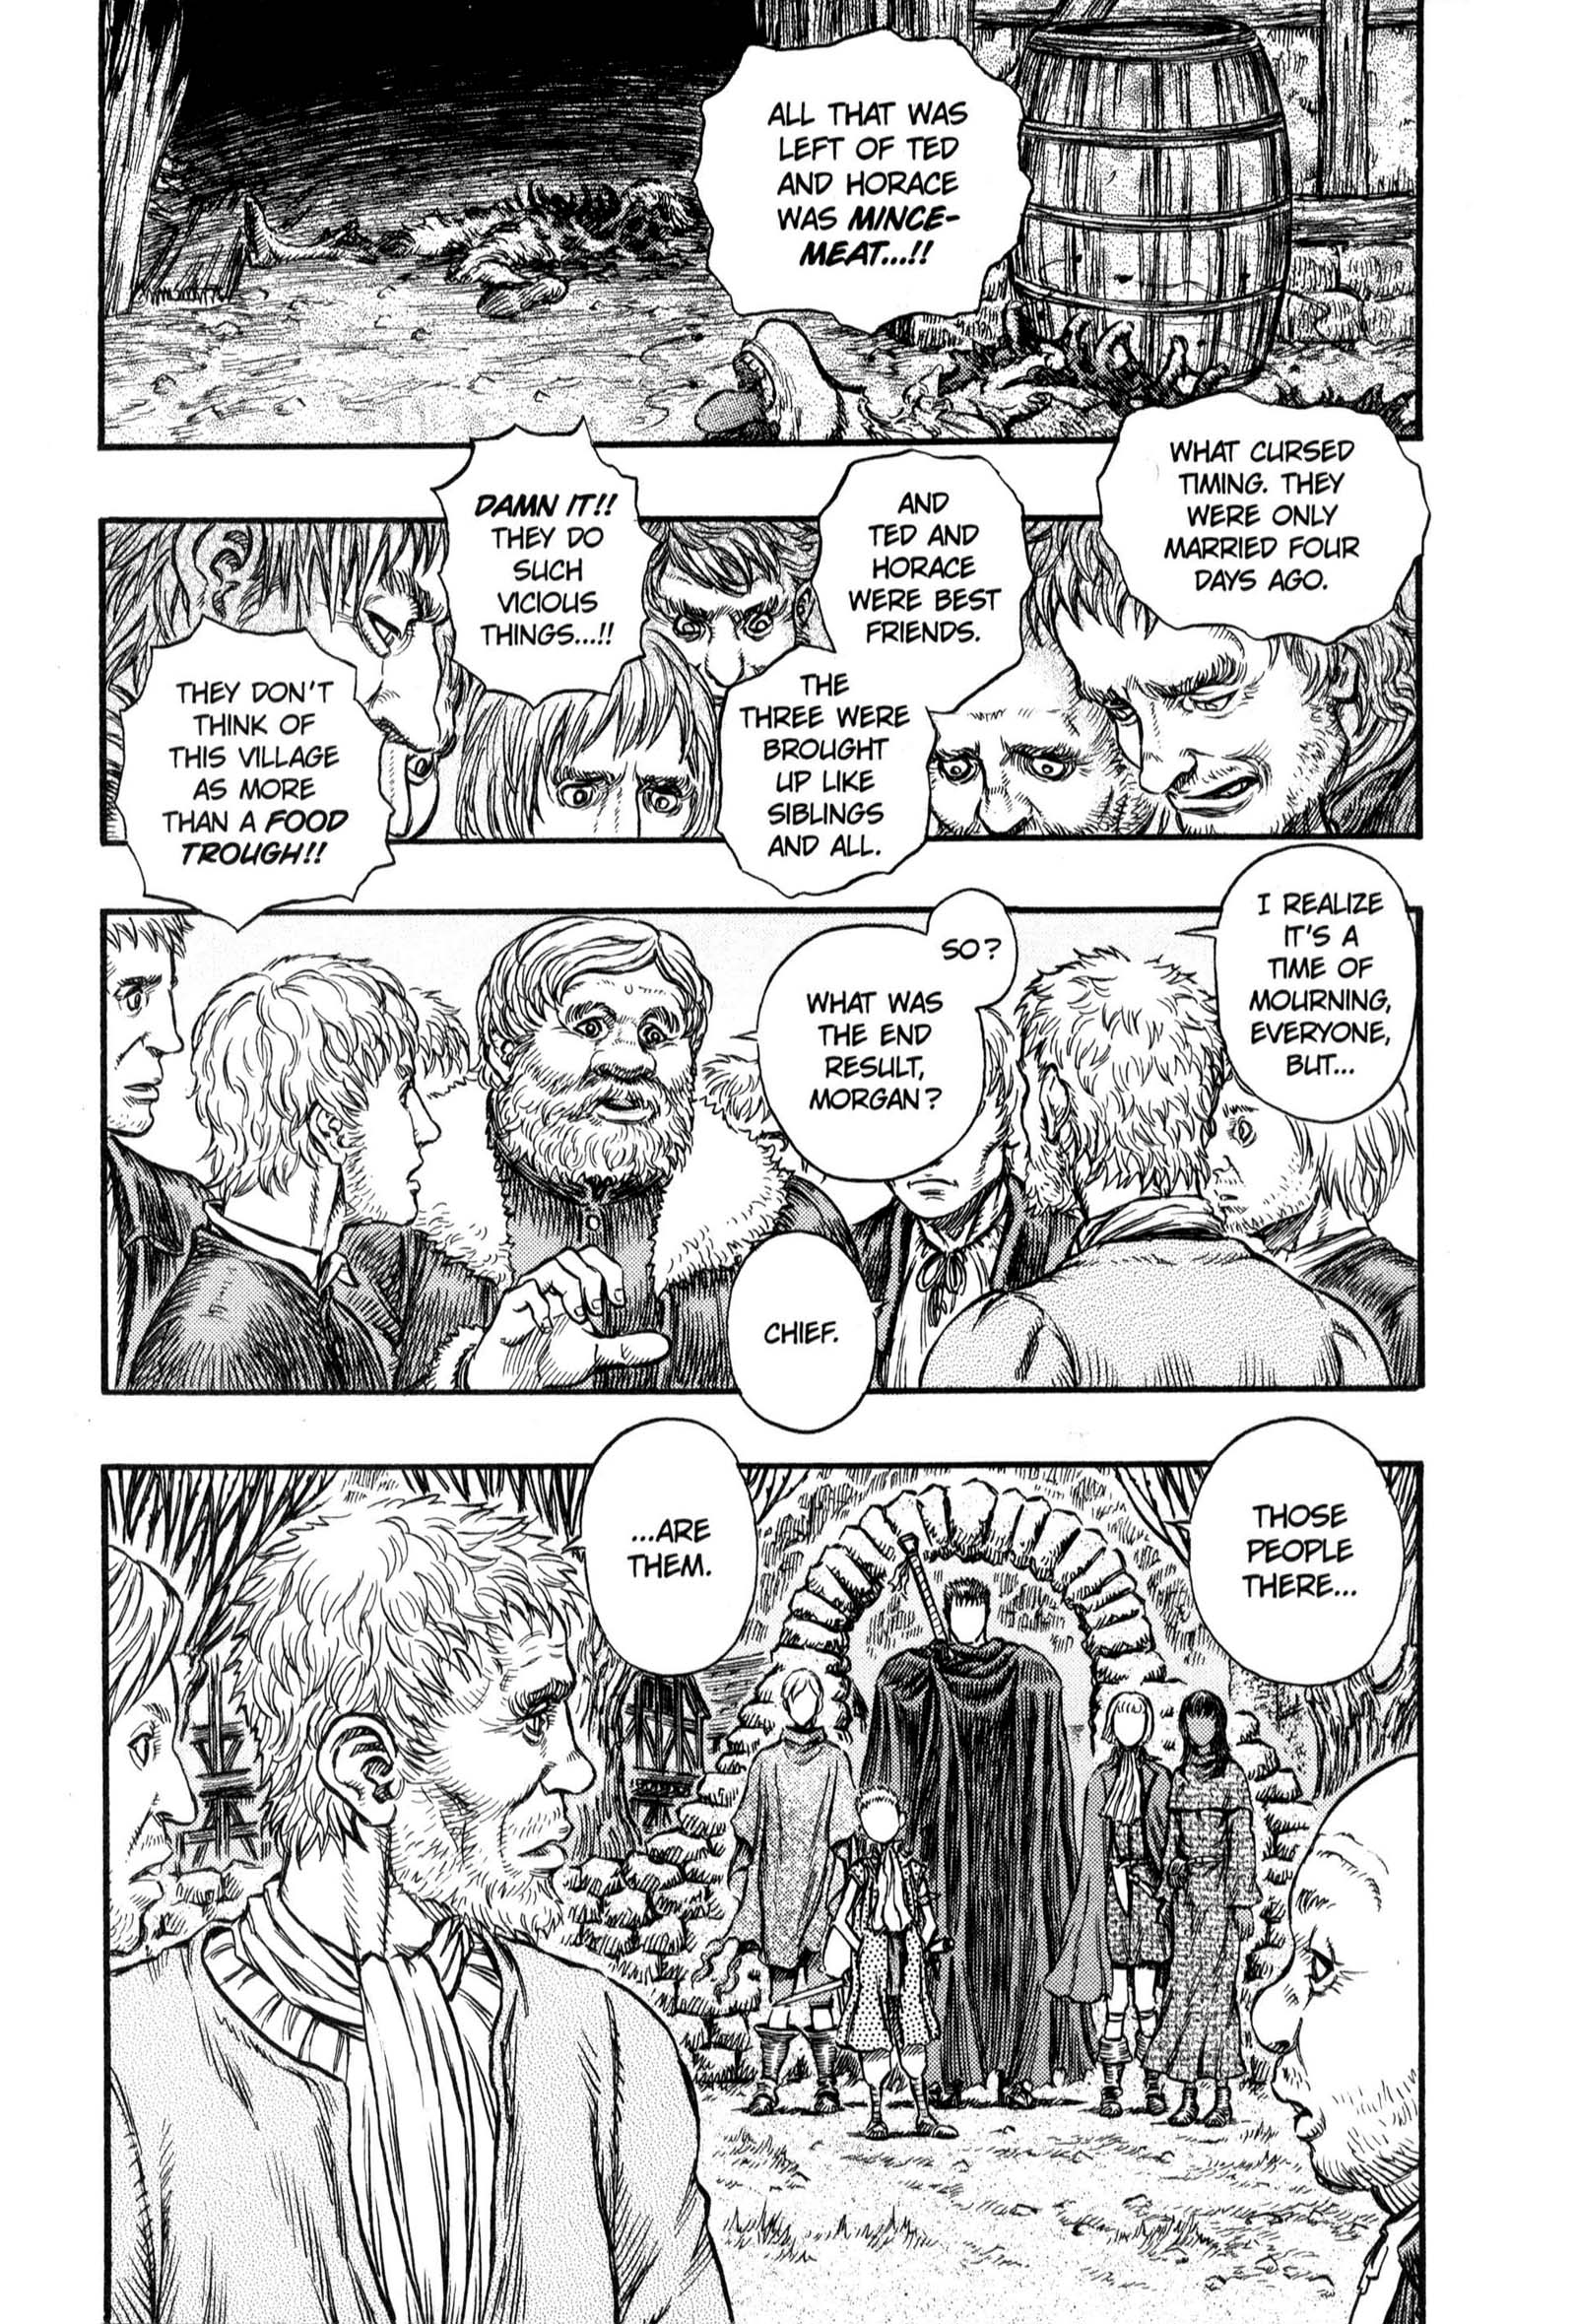 ALL THAT WAS
LEFT OF TED
AND HORACE
WAS MINCE-
MEAT...!!
WHAT CURSED
TIMING. THEY
WERE ONLY
MARRIED FOUR
DAYS AGO.
AND
TED AND
HORACE
WERE BEST
FRIENDS.
THE
THREE WERE
BROUGHT
UP LIKE
SIBLINGS
AND ALL.
DAMN IT!!
THEY DO
SUCH
VICIOUS
THINGS...!!
THEY DON'T
THINK OF
THIS VILLAGE
AS MORE
THAN A FOOD
TROUGH!!
I REALIZE
IT'S A
TIME OF
MOURNING,
EVERYONE,
BUT...
SO?
WHAT WAS
THE END
RESULT,
MORGAN?
CHIEF.
THOSE
PEOPLE
THERE...
...ARE
THEM.